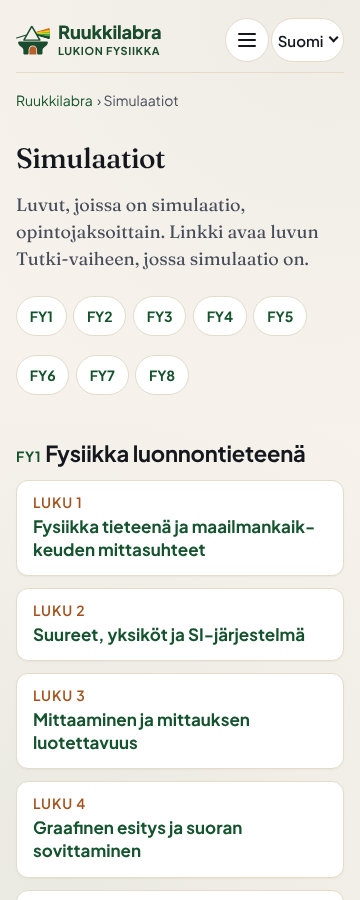 Ruukkilabra
LUKION FYSIIKKA
Suomi
Ruukkilabra › Simulaatiot
Simulaatiot
Luvut, joissa on simulaatio,
opintojaksoittain. Linkki avaa luvun
Tutki-vaiheen, jossa simulaatio on.
FY1 FY2 FY3 FY4 FY5
FY6 FY7 FY8
FY1 Fysiikka luonnontieteenä
LUKU 1
Fysiikka tieteenä ja maailmankaik-
keuden mittasuhteet
LUKU 2
Suureet, yksiköt ja SI-järjestelmä
LUKU 3
Mittaaminen ja mittauksen
luotettavuus
LUKU 4
Graafinen esitys ja suoran
sovittaminen